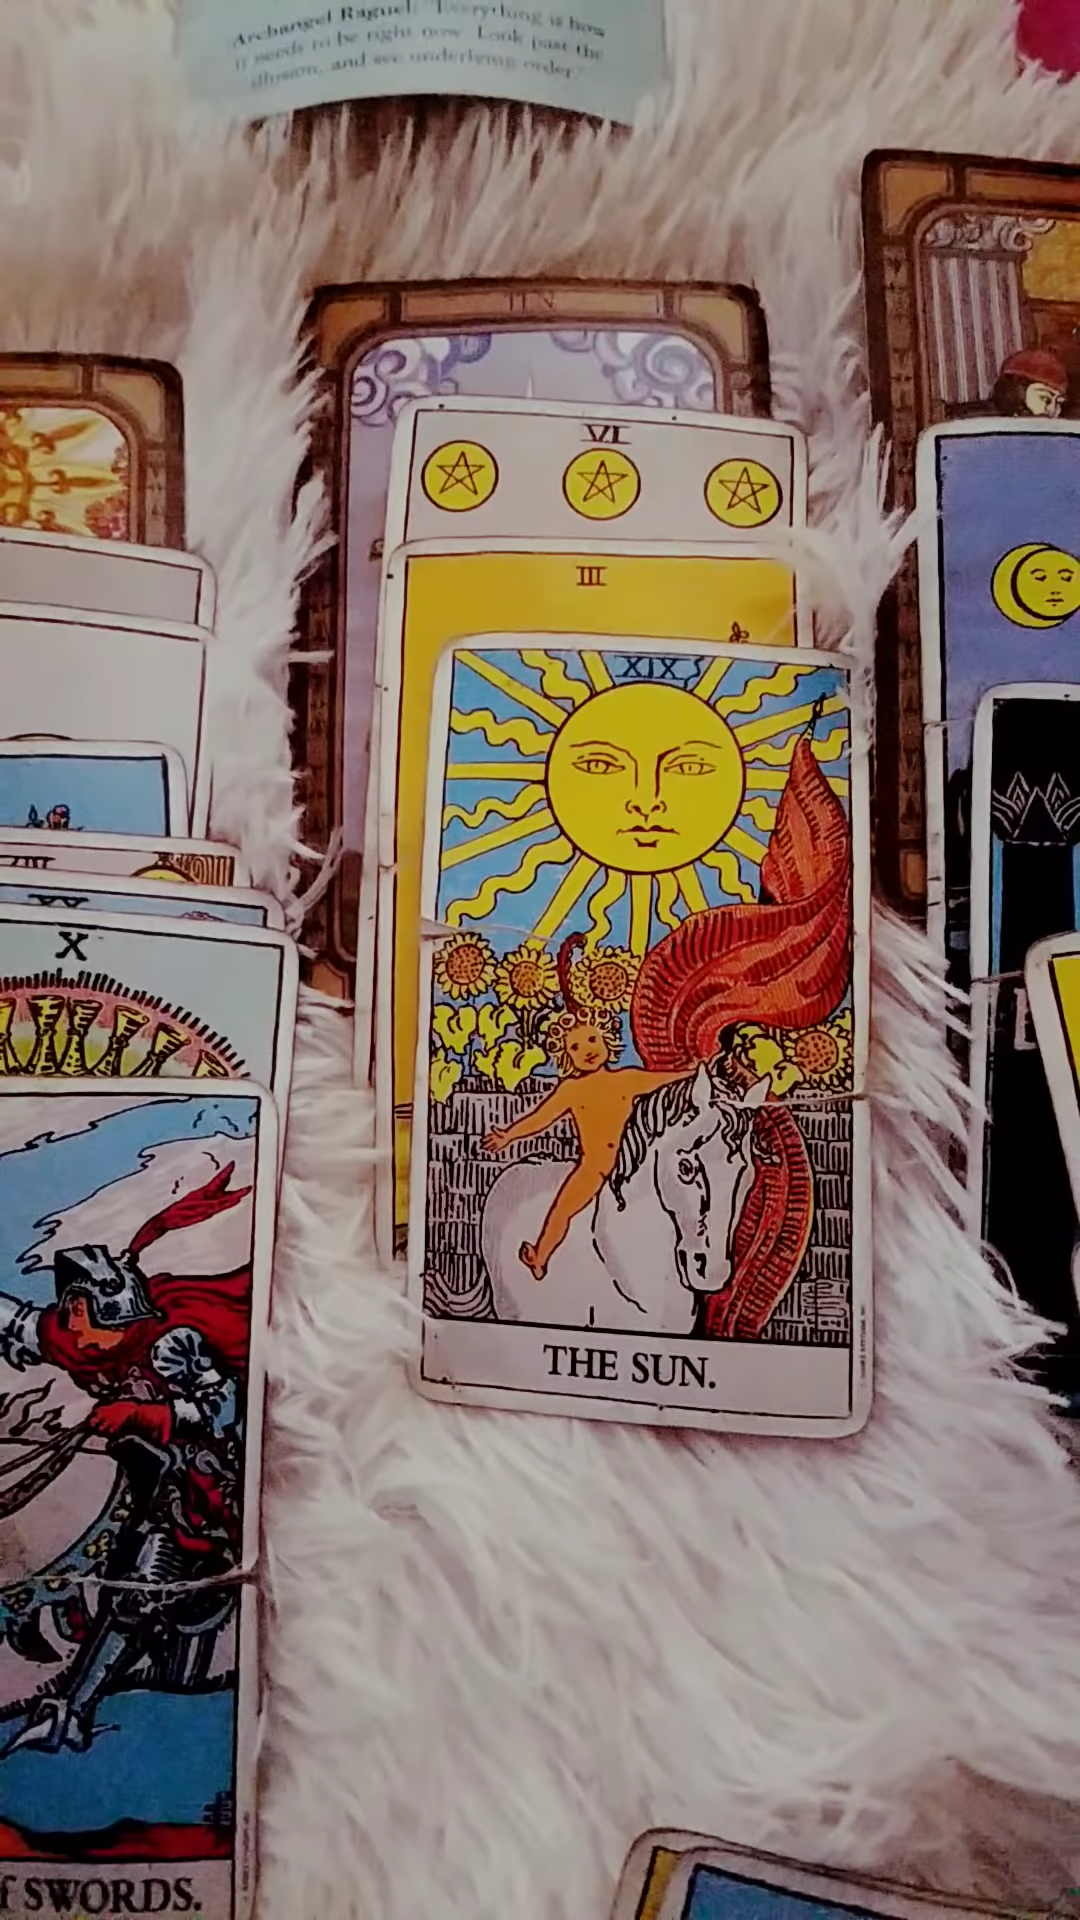 Archangel Raguel: "Everything is how
it needs to be right now. Look past the
illusion, and see underlying order."
VI
III
XIX
THE SUN.
X
f SWORDS.